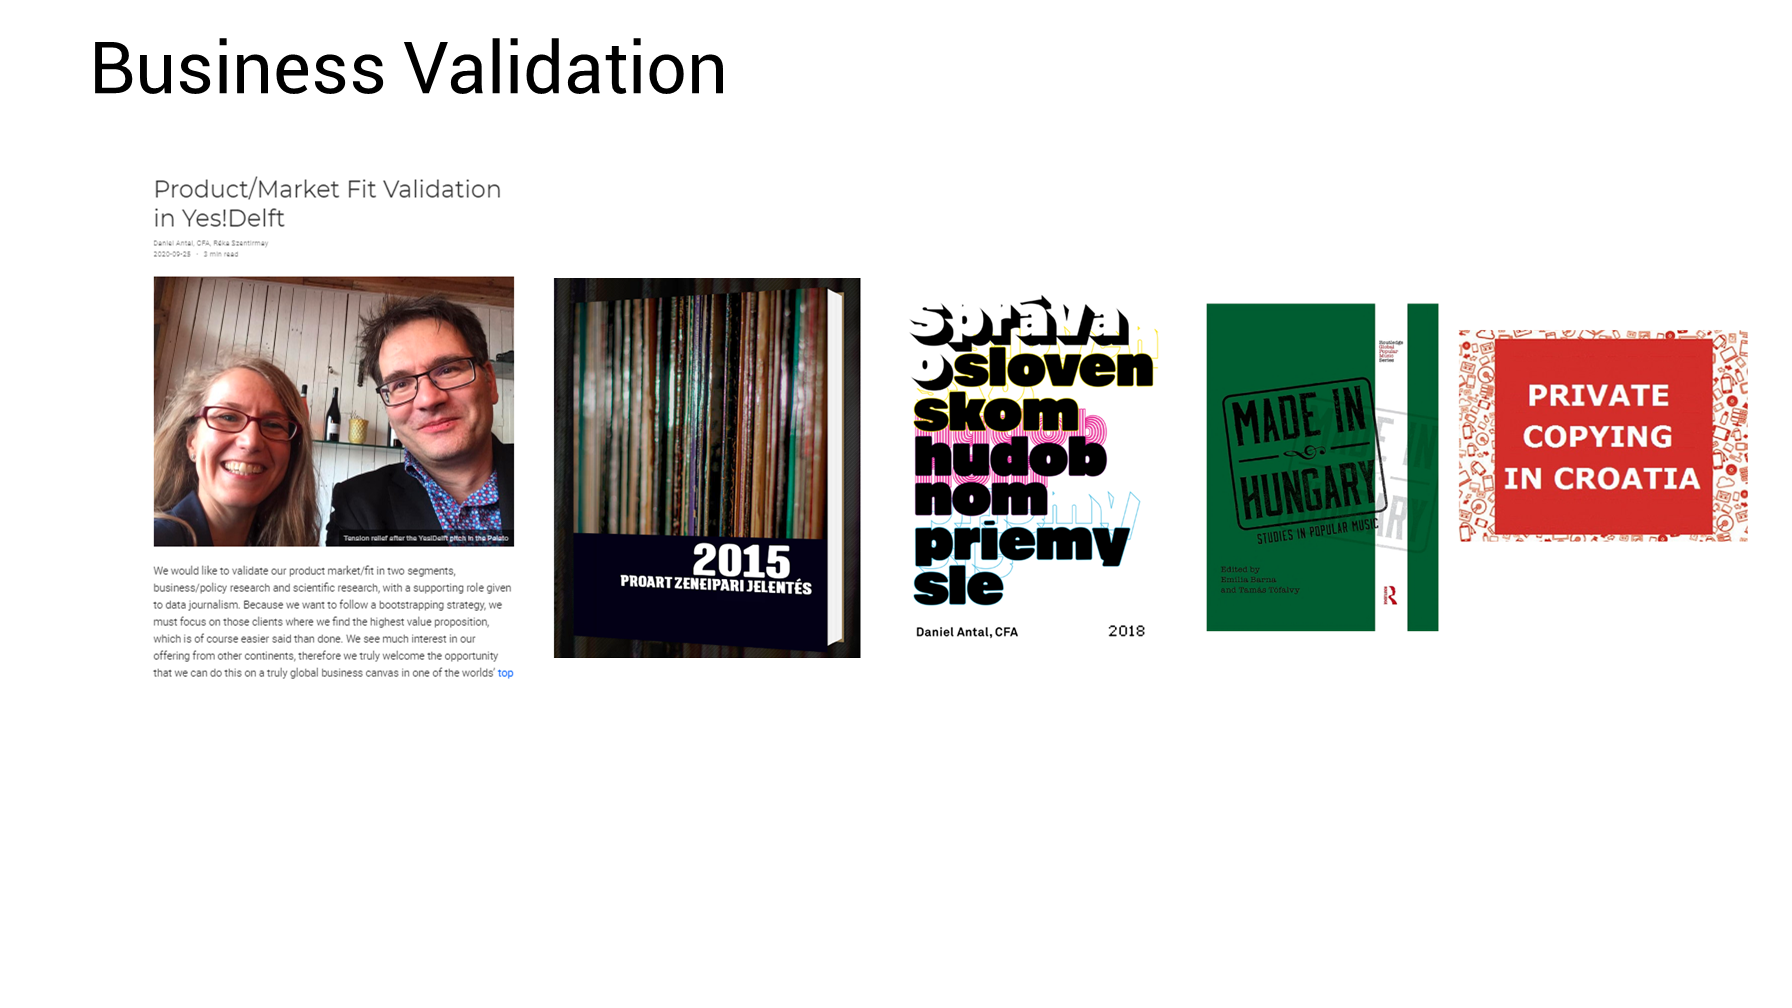 Business Validation
Product/Market Fit Validation
in Yes!Delft
Daniel Antal, CFA, Réka Szentirmay
2020-09-25 · 3 min read
Tension relief after the Yes!Delft pitch in the Palato
We would like to validate our product market/fit in two segments,
business/policy research and scientific research, with a supporting role given
to data journalism. Because we want to follow a bootstrapping strategy, we
must focus on those clients where we find the highest value proposition,
which is of course easier said than done. We see much interest in our
offering from other continents, therefore we truly welcome the opportunity
that we can do this on a truly global business canvas in one of the worlds' top
2015
PROART ZENEIPARI JELENTÉS
správa
o sloven
skom
hudob
nom
priemy
sle
Daniel Antal, CFA 2018
MADE IN
HUNGARY
STUDIES IN POPULAR MUSIC
Edited by
Emília Barna
and Tamás Tófalvy
Routledge
Global
Popular
Music
Series
PRIVATE
COPYING
IN CROATIA